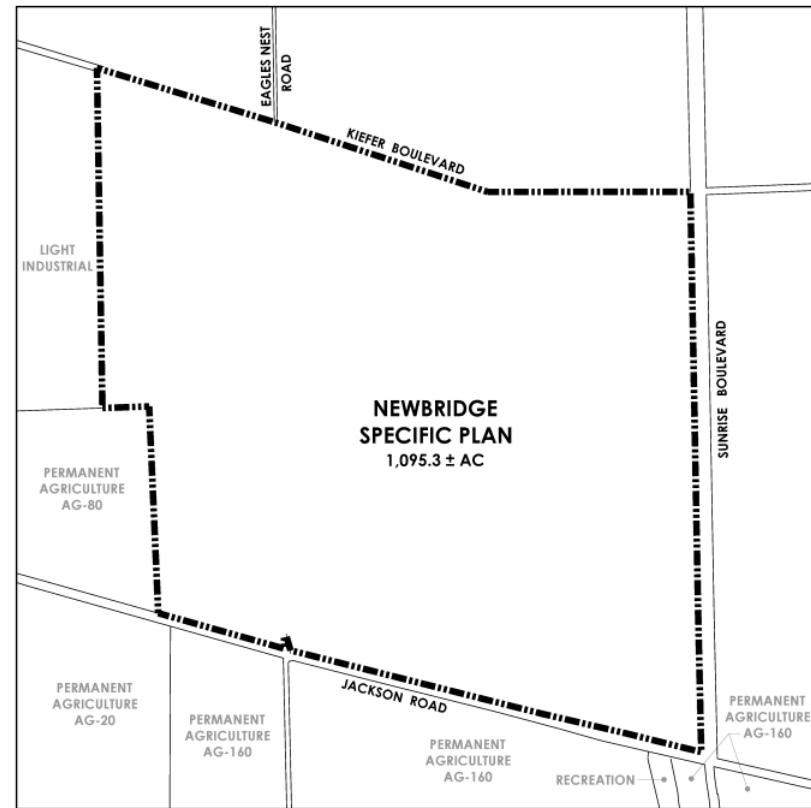 EAGLES NEST
ROAD
KIEFER BOULEVARD
LIGHT
INDUSTRIAL
SUNRISE BOULEVARD
NEWBRIDGE
SPECIFIC PLAN
1,095.3 ± AC
PERMANENT
AGRICULTURE
AG-80
JACKSON ROAD
PERMANENT
AGRICULTURE
AG-20
PERMANENT
AGRICULTURE
AG-160
PERMANENT
AGRICULTURE
AG-160
RECREATION
PERMANENT
AGRICULTURE
AG-160